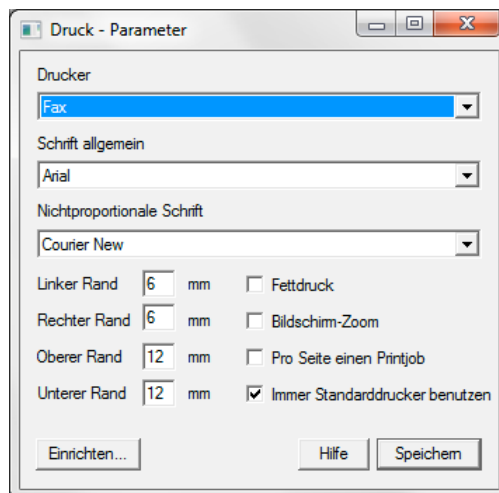 Druck - Parameter
Drucker
Fax
Schrift allgemein
Arial
Nichtproportionale Schrift
Courier New
Linker Rand 6 mm Fettdruck
Rechter Rand 6 mm Bildschirm-Zoom
Oberer Rand 12 mm Pro Seite einen Printjob
Unterer Rand 12 mm Immer Standarddrucker benutzen
Einrichten... Hilfe Speichern